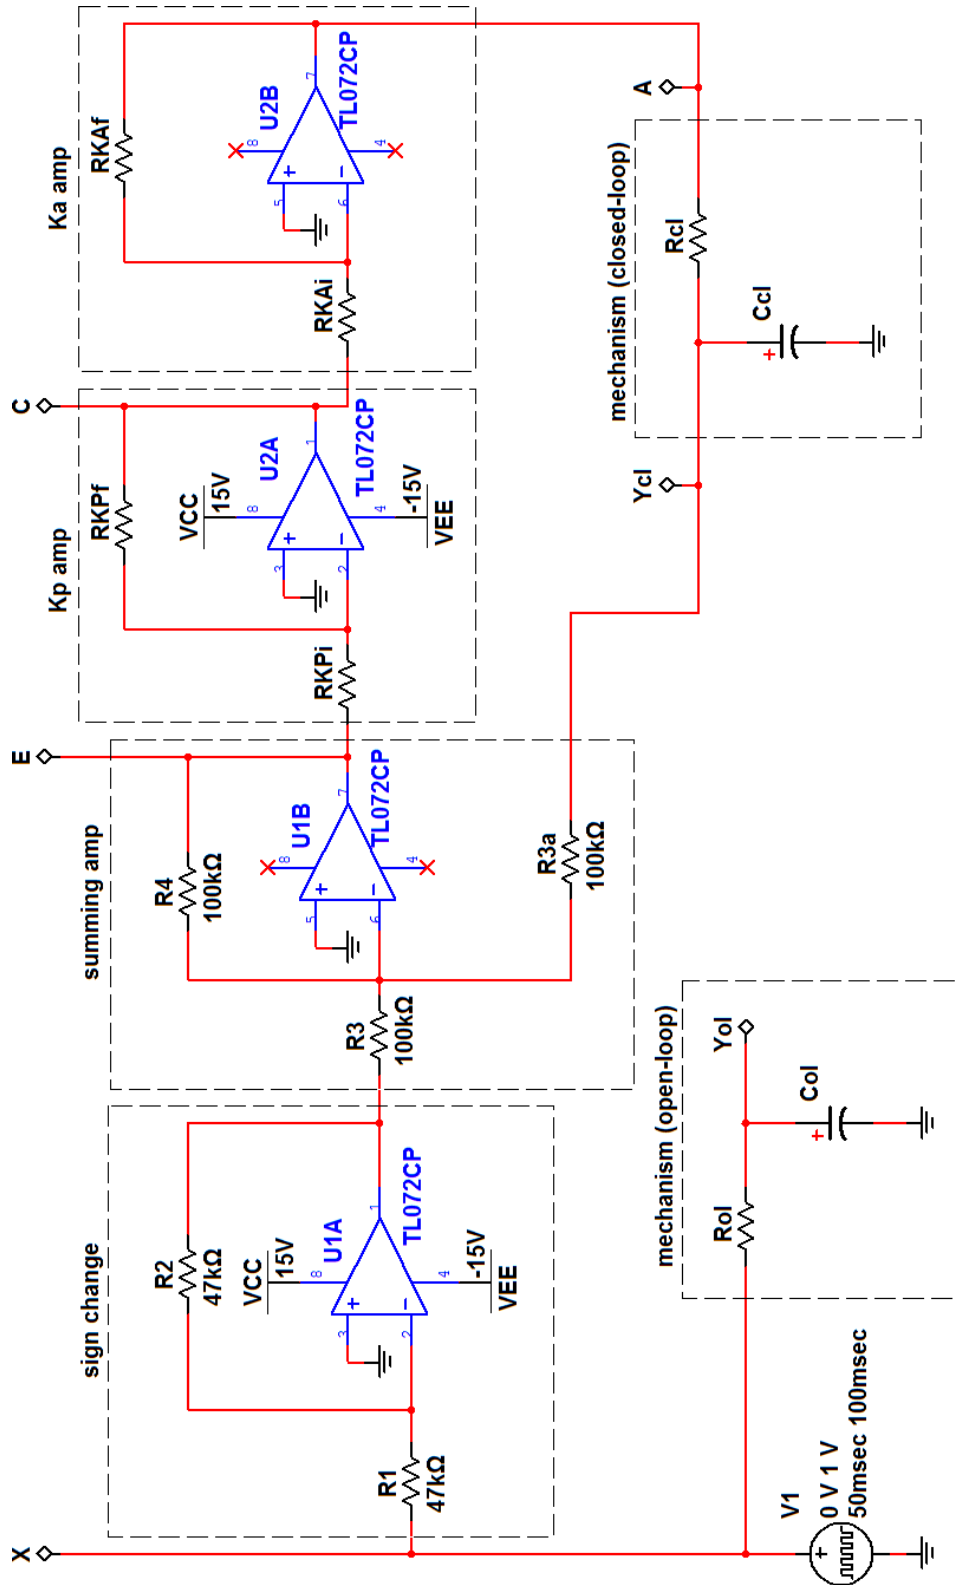 X
sign change
R1
47kΩ
R2
47kΩ
VCC
15V
U1A
TL072CP
3
2
8
4
1
+
−
-15V
VEE
summing amp
R3
100kΩ
R4
100kΩ
U1B
TL072CP
5
6
8
4
7
+
−
R3a
100kΩ
E
Kp amp
RKPi
RKPf
VCC
15V
U2A
TL072CP
3
2
8
4
1
+
−
-15V
VEE
C
Ka amp
RKAi
RKAf
U2B
TL072CP
5
6
8
4
7
+
−
V1
0 V 1 V
50msec 100msec
+
mechanism (open-loop)
Rol
Yol
Col
+
Ycl
mechanism (closed-loop)
Ccl
+
Rcl
A